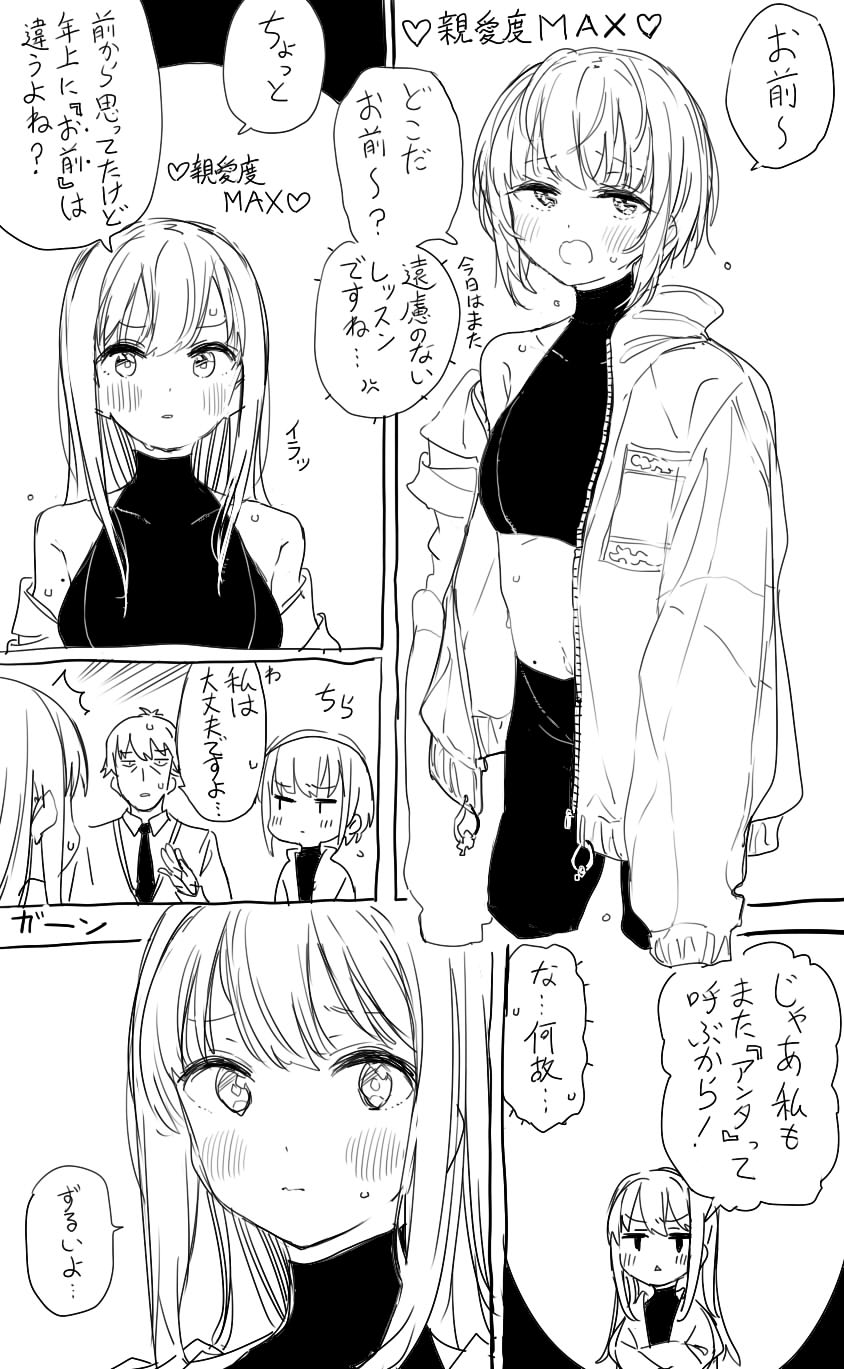 お前～
♡親愛度MAX♡
どこだ
お前～？
今日はまた
遠慮のない
レッスン
ですね…
ちょっと
前から思ってたけど
年上に『お前』は
違うよね？
♡親愛度
MAX♡
イラッ
ちら
わ
私は
大丈夫ですよ…
ガーン
じゃあ私も
また『アンタ』って
呼ぶから！
な…何故…
ずるいよ…